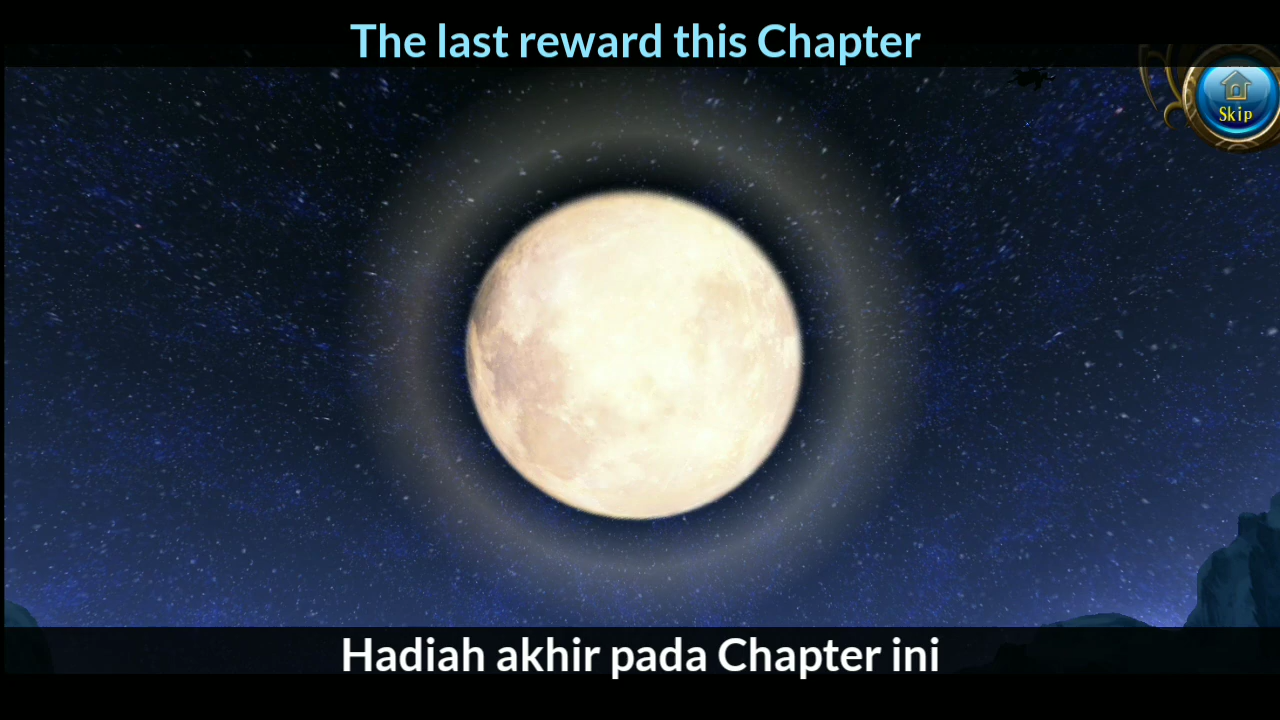 The last reward this Chapter
Skip
Hadiah akhir pada Chapter ini